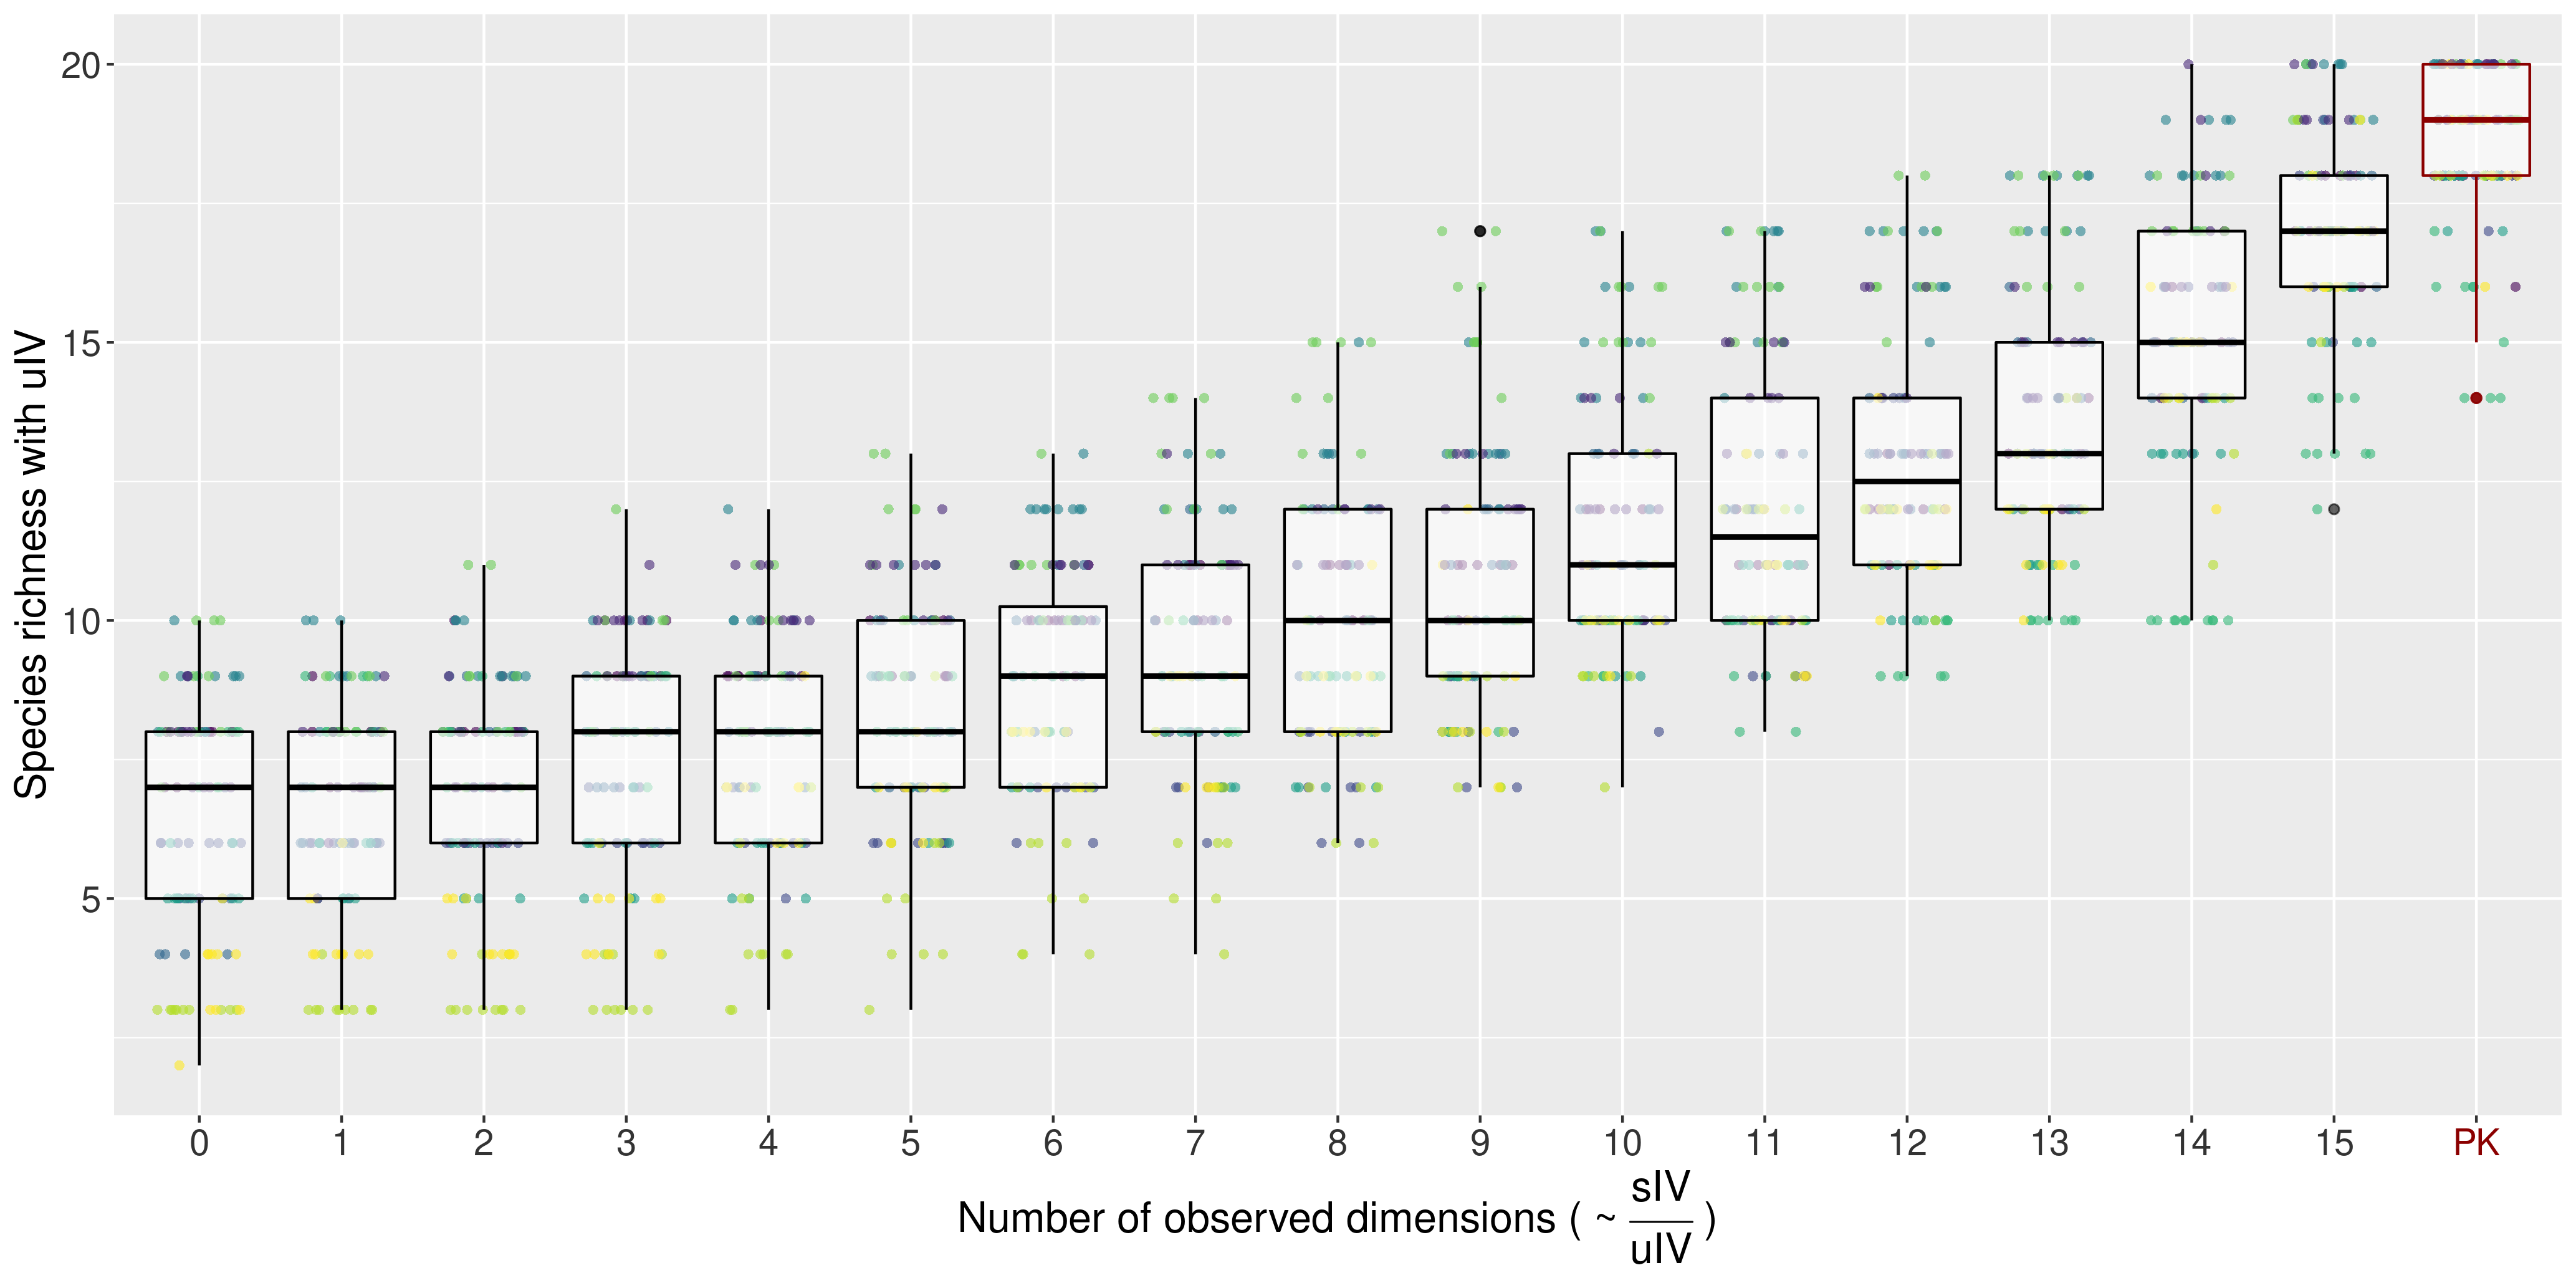 Species richness with uIV
20
15
10
5
0 1 2 3 4 5 6 7 8 9 10 11 12 13 14 15 PK
Number of observed dimensions ( ~ sIV / uIV )